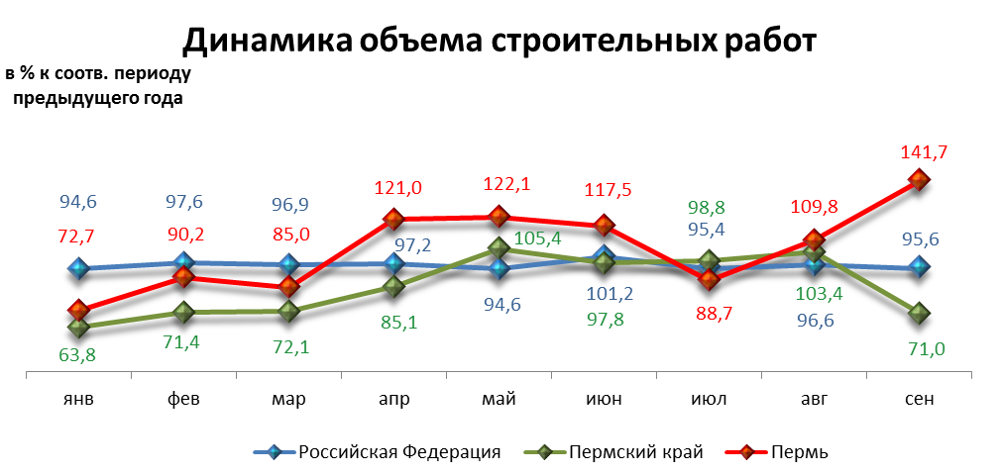 Динамика объема строительных работ
в % к соотв. периоду
предыдущего года
141,7
121,0 122,1 117,5
94,6 97,6 96,9 98,8 109,8
72,7 90,2 85,0 97,2 105,4 95,4 95,6
94,6 101,2 103,4
63,8 71,4 72,1 85,1 97,8 88,7 96,6 71,0
янв фев мар апр май июн июл авг сен
Российская Федерация Пермский край Пермь